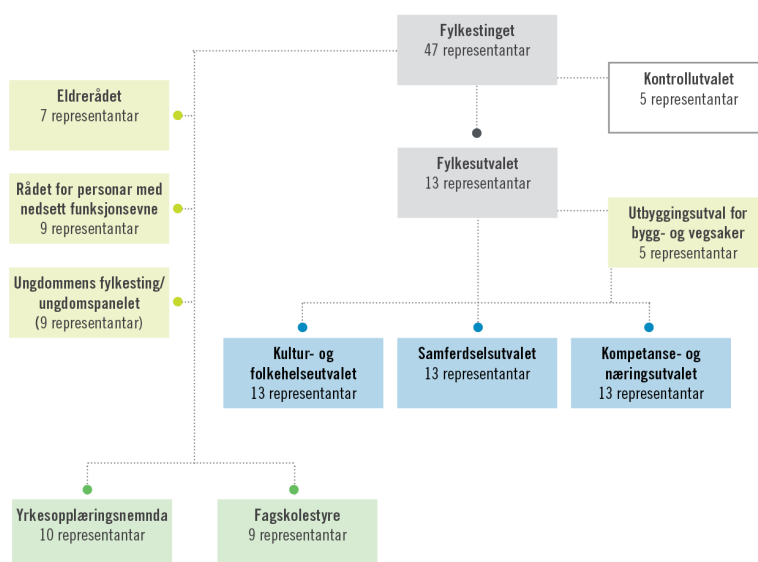 Fylkestinget
47 representantar
Kontrollutvalet
5 representantar
Eldrerådet
7 representantar
Fylkesutvalet
13 representantar
Rådet for personar med
nedsett funksjonsevne
9 representantar
Utbyggingsutval for
bygg- og vegsaker
5 representantar
Ungdommens fylkesting/
ungdomspanelet
(9 representantar)
Kultur- og
folkehelseutvalet
13 representantar
Samferdselsutvalet
13 representantar
Kompetanse- og
næringsutvalet
13 representantar
Yrkesopplæringsnemnda
10 representantar
Fagskolestyre
9 representantar